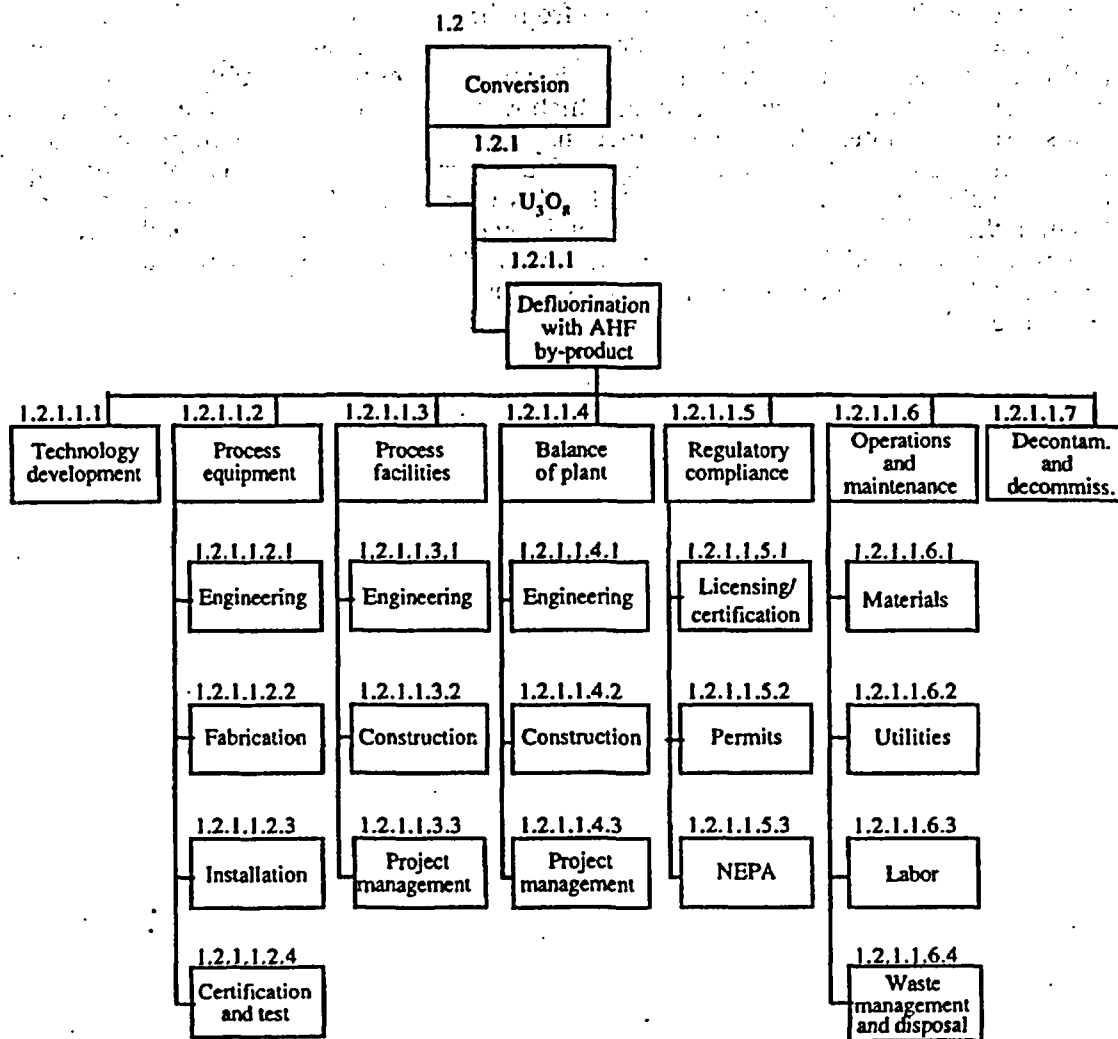 1.2
Conversion
1.2.1
U₃O₈
1.2.1.1
Defluorination
with AHF
by-product
1.2.1.1.1
Technology
development
1.2.1.1.2
Process
equipment
1.2.1.1.3
Process
facilities
1.2.1.1.4
Balance
of plant
1.2.1.1.5
Regulatory
compliance
1.2.1.1.6
Operations
and
maintenance
1.2.1.1.7
Decontam.
and
decommiss.
1.2.1.1.2.1
Engineering
1.2.1.1.3.1
Engineering
1.2.1.1.4.1
Engineering
1.2.1.1.5.1
Licensing/
certification
1.2.1.1.6.1
Materials
1.2.1.1.2.2
Fabrication
1.2.1.1.3.2
Construction
1.2.1.1.4.2
Construction
1.2.1.1.5.2
Permits
1.2.1.1.6.2
Utilities
1.2.1.1.2.3
Installation
1.2.1.1.3.3
Project
management
1.2.1.1.4.3
Project
management
1.2.1.1.5.3
NEPA
1.2.1.1.6.3
Labor
1.2.1.1.2.4
Certification
and test
1.2.1.1.6.4
Waste
management
and disposal